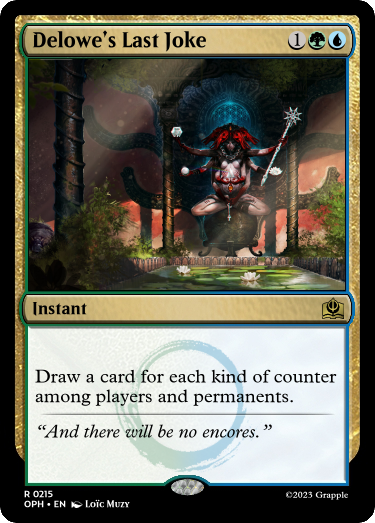 Delowe's Last Joke 1
Instant
Draw a card for each kind of counter
among players and permanents.
"And there will be no encores."
R 0215
OPH • EN Loïc Muzy
©2023 Grapple